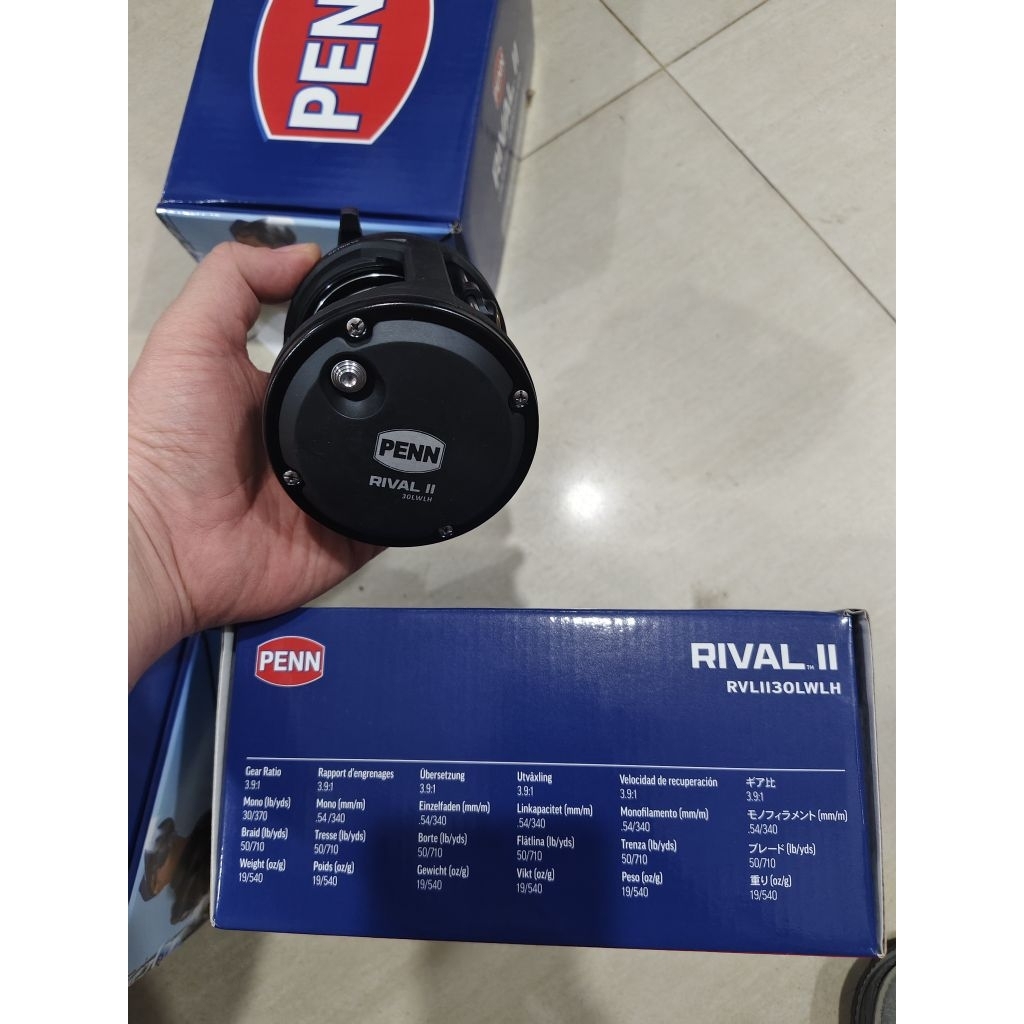 PENN
RIVAL II
PENN
RIVAL II
30LWLH
PENN
RIVAL™ II
RVLII30LWLH
Gear Ratio
3.9:1
Mono (lb/yds)
30/370
Braid (lb/yds)
50/710
Weight (oz/g)
19/540
Rapport d'engrenages
3.9:1
Mono (mm/m)
.54 /340
Tresse (lb/yds)
50/710
Poids (oz/g)
19/540
Übersetzung
3.9:1
Einzelfaden (mm/m)
.54/340
Borte (lb/yds)
50/710
Gewicht (oz/g)
19/540
Utväxling
3.9:1
Linkapacitet (mm/m)
.54/340
Flätlina (lb/yds)
50/710
Vikt (oz/g)
19/540
Velocidad de recuperación
3.9:1
Monofilamento (mm/m)
.54/340
Trenza (lb/yds)
50/710
Peso (oz/g)
19/540
ギア比
3.9:1
モノフィラメント (mm/m)
.54/340
ブレード (lb/yds)
50/710
重り (oz/g)
19/540